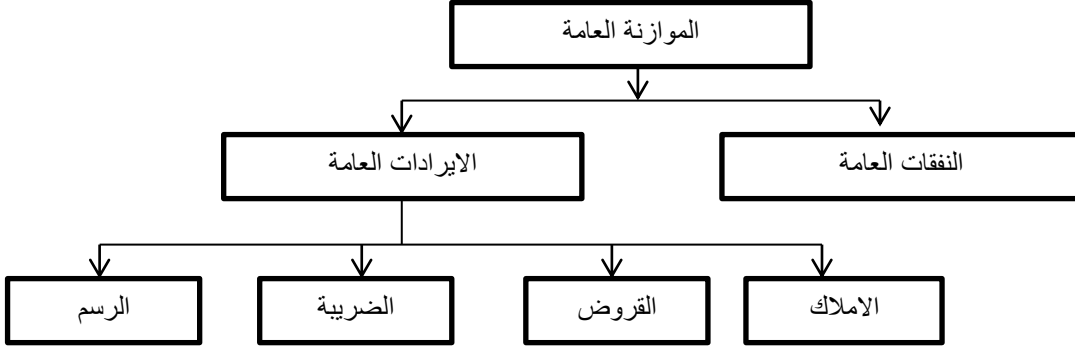 الموازنة العامة
النفقات العامة
الايرادات العامة
الاملاك
القروض
الضريبة
الرسم